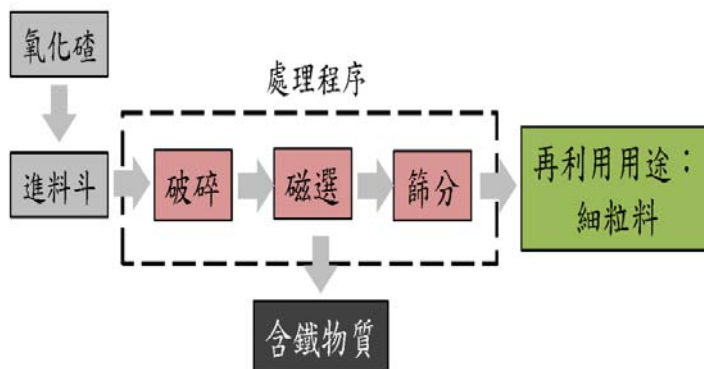 氧化碴
處理程序
進料斗
破碎
磁選
篩分
再利用用途：
細粒料
含鐵物質